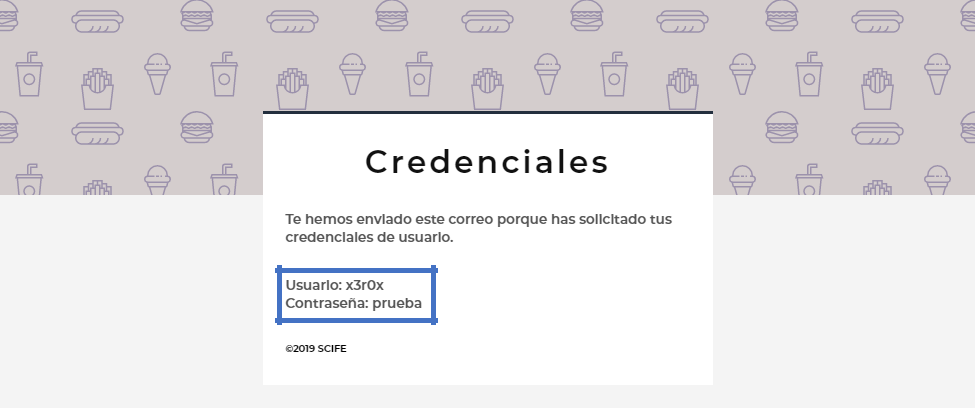 Credenciales
Te hemos enviado este correo porque has solicitado tus
credenciales de usuario.
Usuario: x3r0x
Contraseña: prueba
©2019 SCIFE